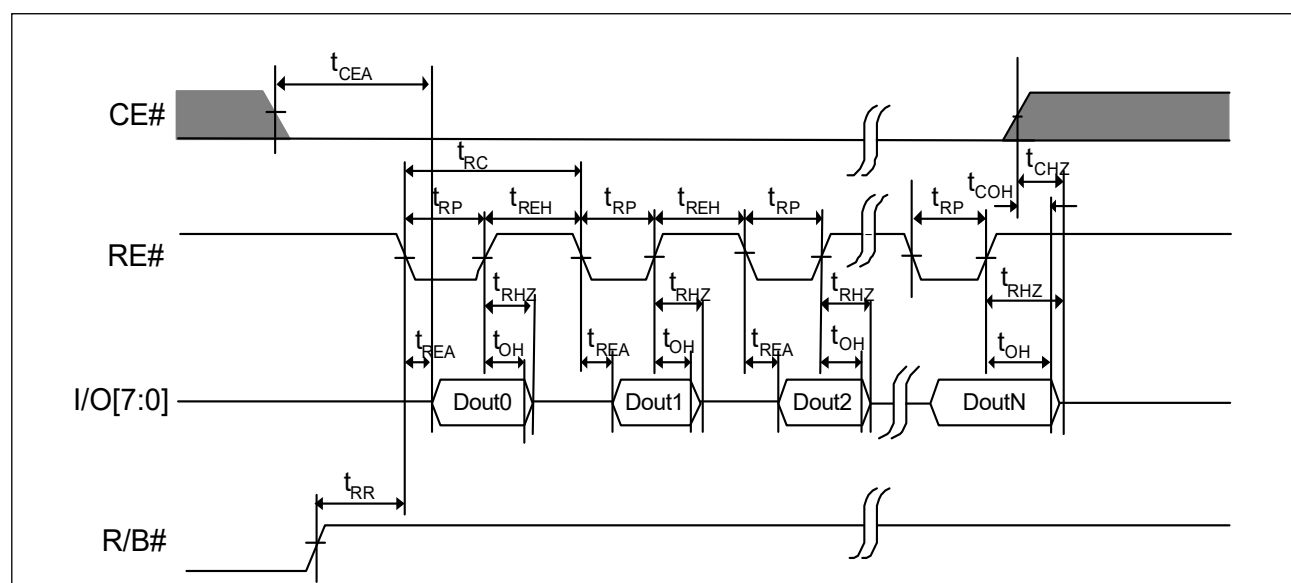 tCEA
CE#
tRC
tCHZ
tCOH
tRP tREH tRP tREH tRP tRP
RE#
tRHZ tRHZ tRHZ tRHZ
tREA tOH tREA tOH tREA tOH tOH
I/O[7:0] Dout0 Dout1 Dout2 DoutN
tRR
R/B#